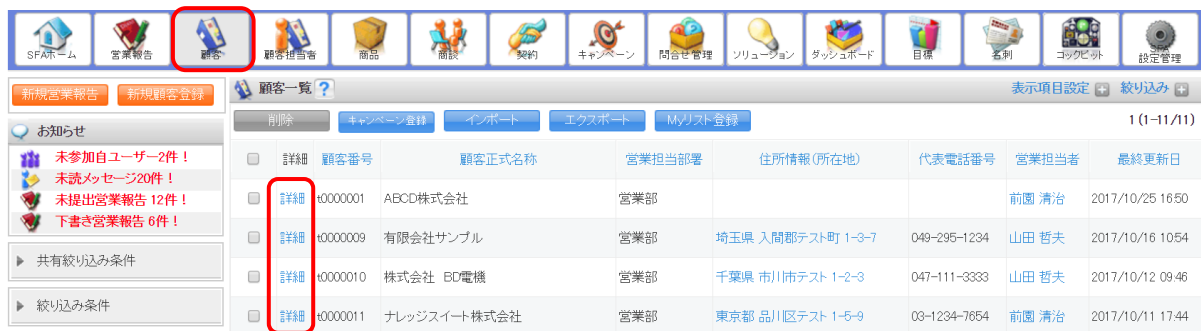 SFAホーム 営業報告 顧客 顧客担当者 商品 商談 契約 キャンペーン 問合せ管理 ソリューション ダッシュボード 目標 名刺 コックピット SFA設定管理
新規営業報告 新規顧客登録
お知らせ
未参加自ユーザー2件！
未読メッセージ20件！
未提出営業報告 12件！
下書き営業報告 6件！
共有絞り込み条件
絞り込み条件
顧客一覧 ? 表示項目設定 絞り込み
削除 キャンペーン登録 インポート エクスポート Myリスト登録 1 (1-11/11)
詳細 顧客番号 顧客正式名称 営業担当部署 住所情報(所在地) 代表電話番号 営業担当者 最終更新日
詳細 t0000001 ABCD株式会社 営業部 前園 清治 2017/10/25 16:50
詳細 t0000009 有限会社サンプル 営業部 埼玉県 入間郡テスト町 1-3-7 049-295-1234 山田 哲夫 2017/10/16 10:54
詳細 t0000010 株式会社 BD電機 営業部 千葉県 市川市テスト 1-2-3 047-111-3333 山田 哲夫 2017/10/12 09:46
詳細 t0000011 ナレッジスイート株式会社 営業部 東京都 品川区テスト 1-5-9 03-1234-7654 前園 清治 2017/10/11 17:44